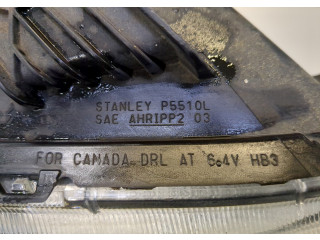 STANLEY P5510L
SAE AHRIPP2 03
FOR CANADA DRL AT 6.4V HB3